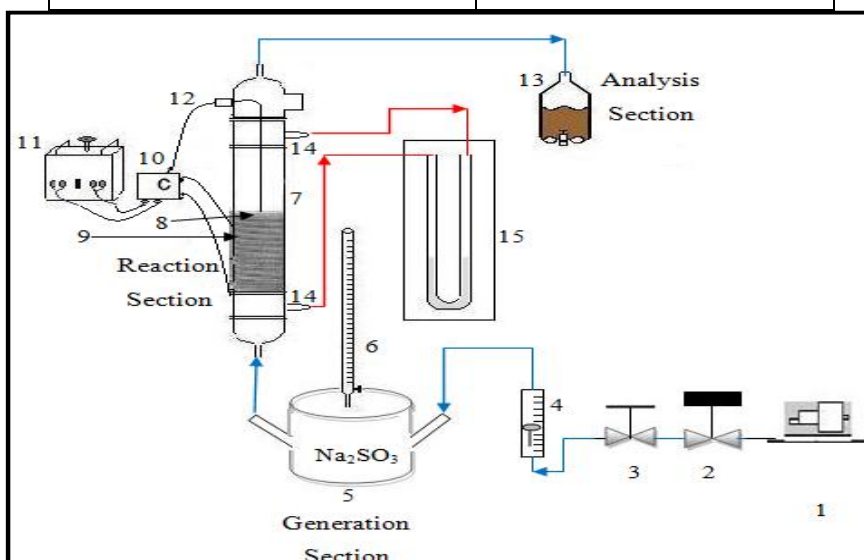 13
Analysis
Section
12
11
10
C
14
7
8
9
15
Reaction
Section
14
6
4
Na₂SO₃
3
2
5
1
Generation
Section